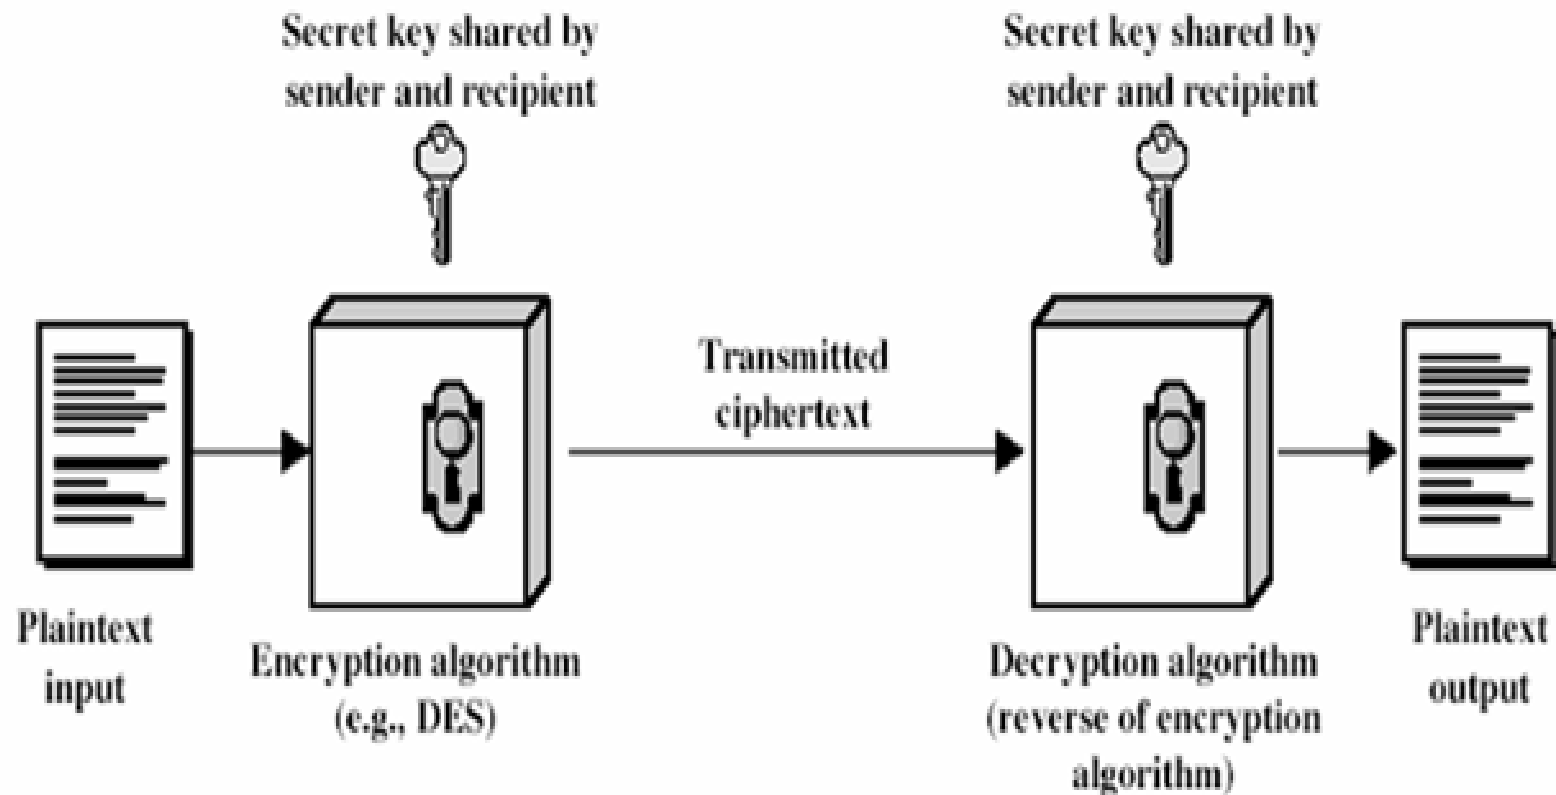 Secret key shared by
sender and recipient
Secret key shared by
sender and recipient
Transmitted
ciphertext
Plaintext
input
Encryption algorithm
(e.g., DES)
Decryption algorithm
(reverse of encryption
algorithm)
Plaintext
output